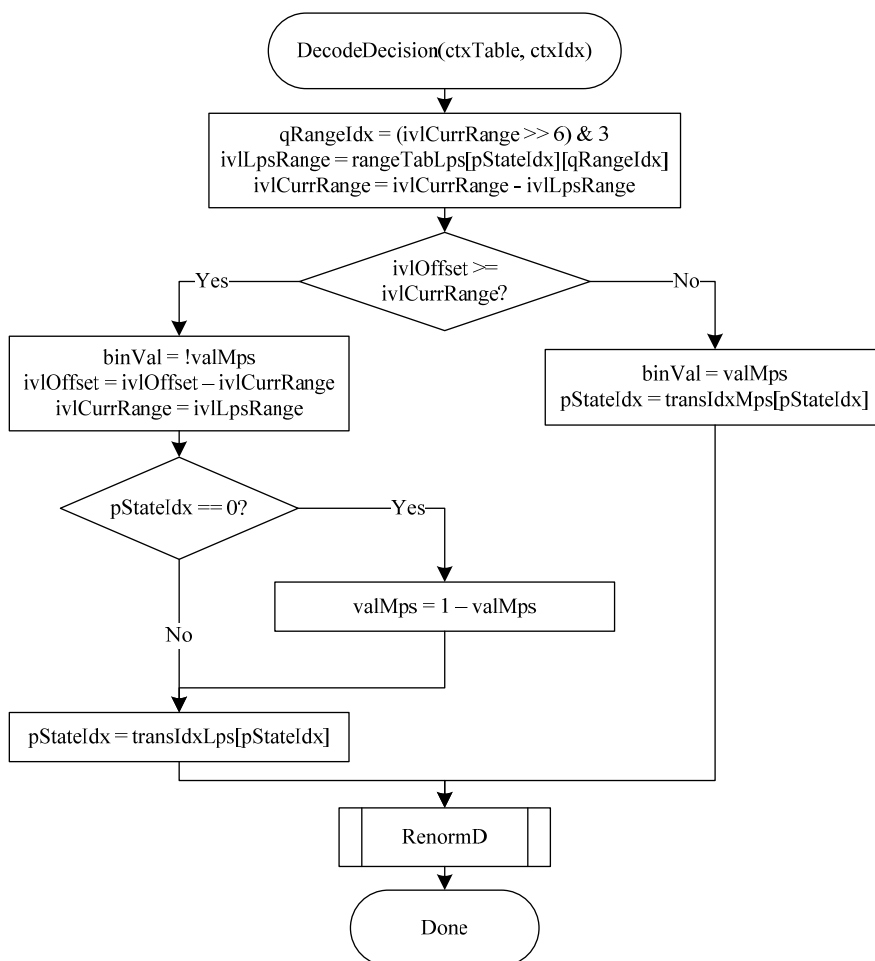 DecodeDecision(ctxTable, ctxIdx)
qRangeIdx = (ivlCurrRange >> 6) & 3
ivlLpsRange = rangeTabLps[pStateIdx][qRangeIdx]
ivlCurrRange = ivlCurrRange - ivlLpsRange
ivlOffset >=
ivlCurrRange?
Yes
No
binVal = !valMps
ivlOffset = ivlOffset – ivlCurrRange
ivlCurrRange = ivlLpsRange
binVal = valMps
pStateIdx = transIdxMps[pStateIdx]
pStateIdx == 0?
Yes
valMps = 1 – valMps
No
pStateIdx = transIdxLps[pStateIdx]
RenormD
Done